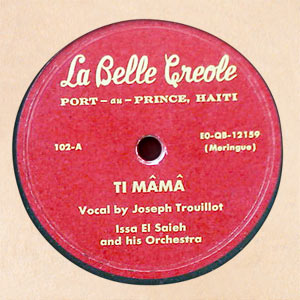 La Belle Creole
PORT - au - PRINCE, HAITI
102-A
E0-QB-12159
(Meringue)
TI MÂMÂ
Vocal by Joseph Trouillot
Issa El Saieh
and his Orchestra